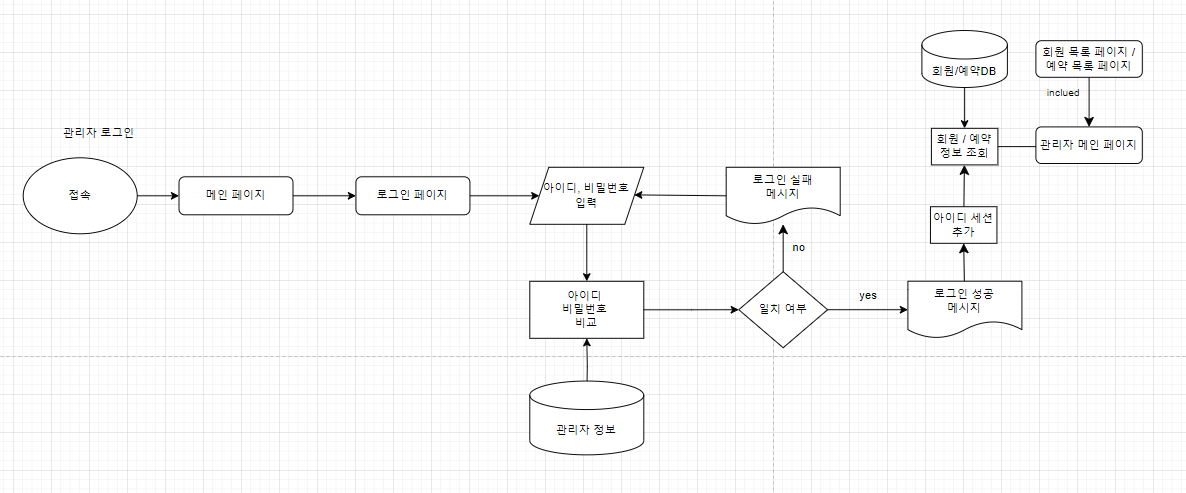 관리자 로그인
접속
메인 페이지
로그인 페이지
아이디, 비밀번호
입력
아이디
비밀번호
비교
관리자 정보
로그인 실패
메시지
no
일치 여부
yes
로그인 성공
메시지
아이디 세션
추가
회원 / 예약
정보 조회
회원/예약DB
회원 목록 페이지 /
예약 목록 페이지
inclued
관리자 메인 페이지